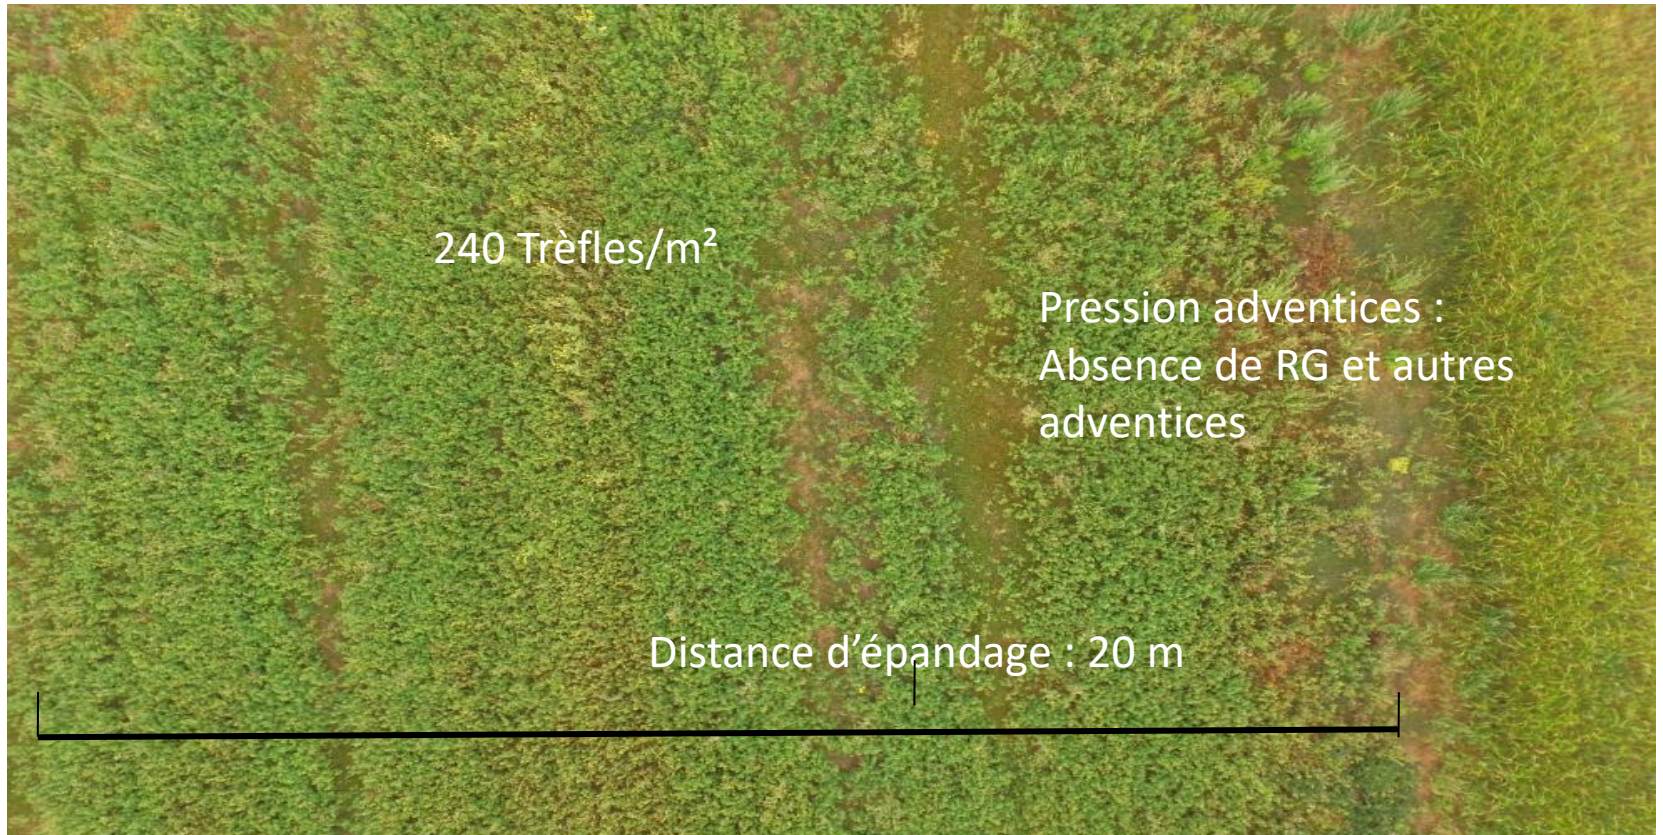 240 Trèfles/m²
Pression adventices :
Absence de RG et autres
adventices
Distance d’épandage : 20 m